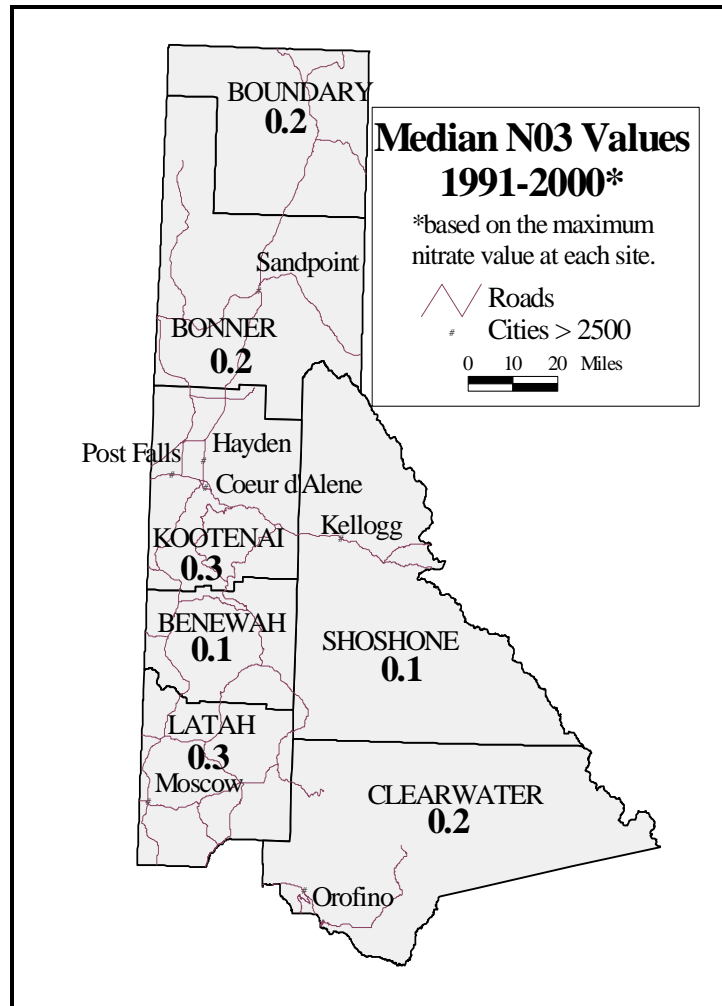 BOUNDARY
0.2
Median N03 Values
1991-2000*
*based on the maximum
nitrate value at each site.
Roads
# Cities > 2500
0 10 20 Miles
Sandpoint
#
BONNER
0.2
Post Falls
#
Hayden
#
Coeur d'Alene
#
Kellogg
#
KOOTENAI
0.3
BENEWAH
0.1
SHOSHONE
0.1
LATAH
0.3
Moscow
#
CLEARWATER
0.2
# Orofino